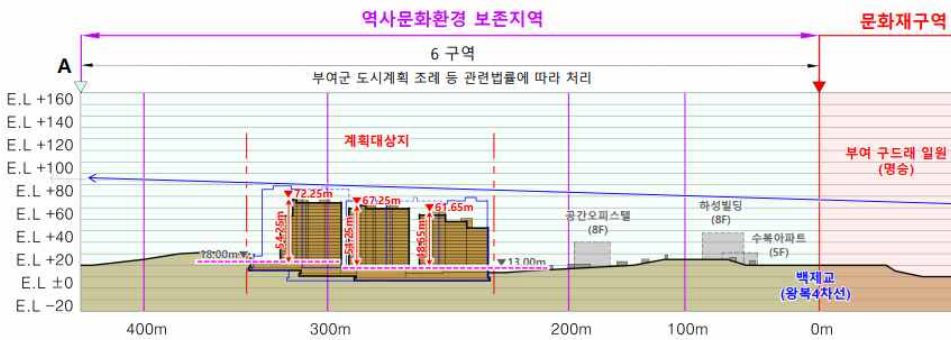 역사문화환경 보존지역
문화재구역
A
6 구역
부여군 도시계획 조례 등 관련법률에 따라 처리
E.L +160
E.L +140
E.L +120
E.L +100
E.L +80
E.L +60
E.L +40
E.L +20
E.L ±0
E.L -20
계획대상지
부여 구드래 일원
(명승)
72.25m
67.25m
61.65m
54.25m
48.65m
18.00m
13.00m
공간오피스텔
(8F)
하성빌딩
(8F)
수복아파트
(5F)
백제교
(왕복4차선)
400m
300m
200m
100m
0m